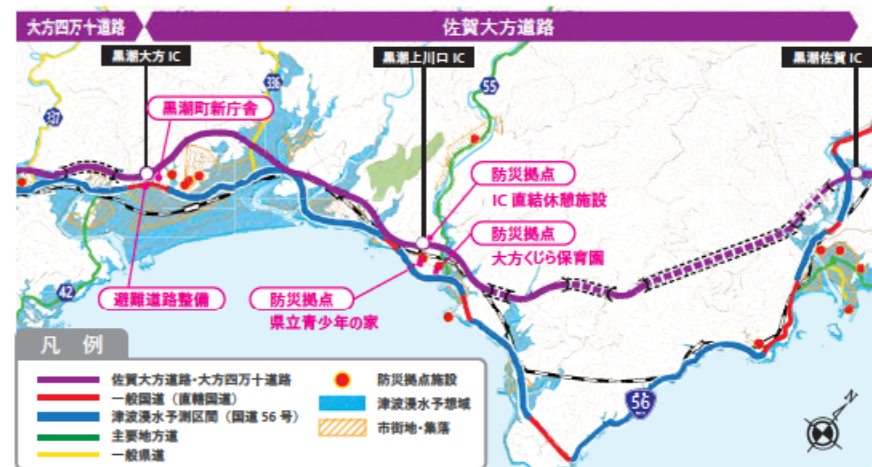 大方四万十道路
佐賀大方道路
黒潮大方 IC
黒潮上川口 IC
黒潮佐賀 IC
336
55
337
黒潮町新庁舎
防災拠点
IC 直結休憩施設
防災拠点
大方くじら保育園
42
避難道路整備
防災拠点
県立青少年の家
凡 例
佐賀大方道路・大方四万十道路
一般国道（直轄国道）
津波浸水予測区間（国道 56 号）
主要地方道
一般県道
防災拠点施設
津波浸水予想域
市街地・集落
56
N